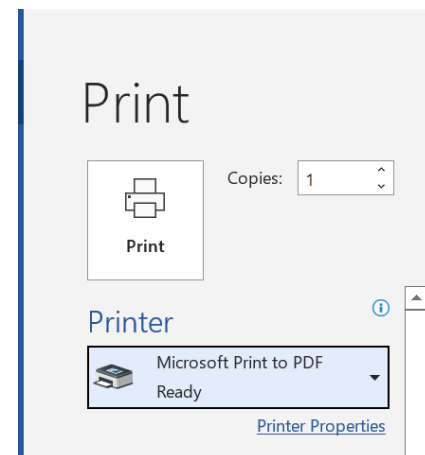 Print
Copies: 1
Print
Printer
Microsoft Print to PDF
Ready
Printer Properties